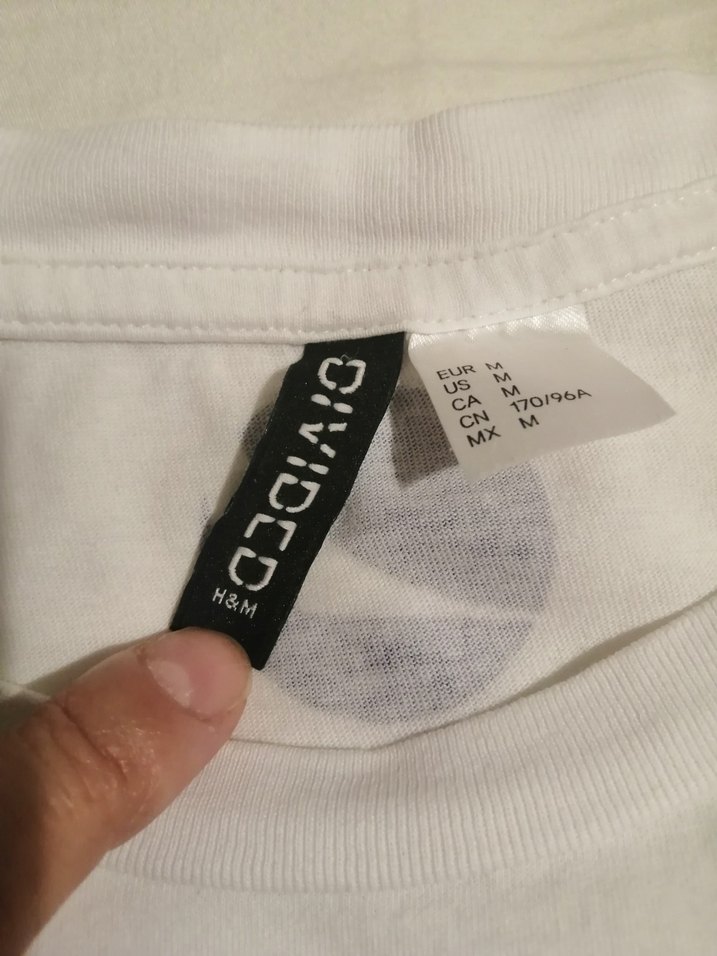 DIVIDED
H&M
EUR M
US M
CA M
CN 170/96A
MX M